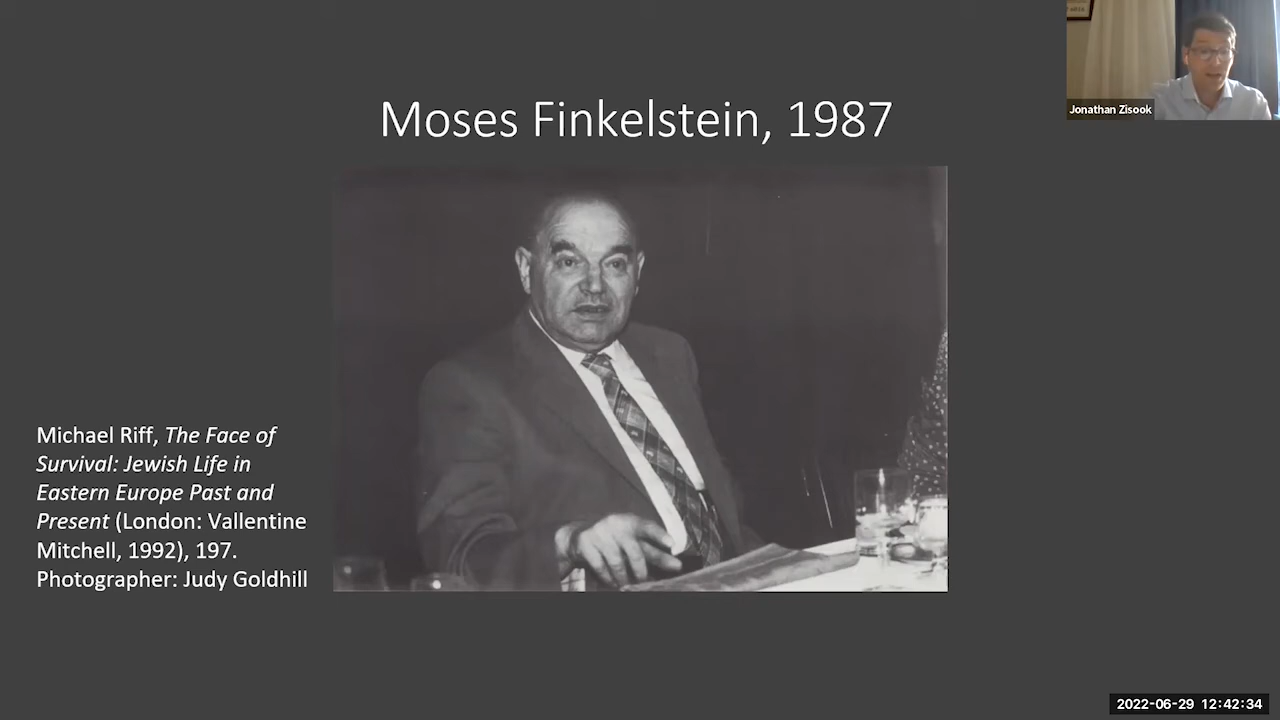 Moses Finkelstein, 1987
Jonathan Zisook
Michael Riff, The Face of
Survival: Jewish Life in
Eastern Europe Past and
Present (London: Vallentine
Mitchell, 1992), 197.
Photographer: Judy Goldhill
2022-06-29 12:42:34